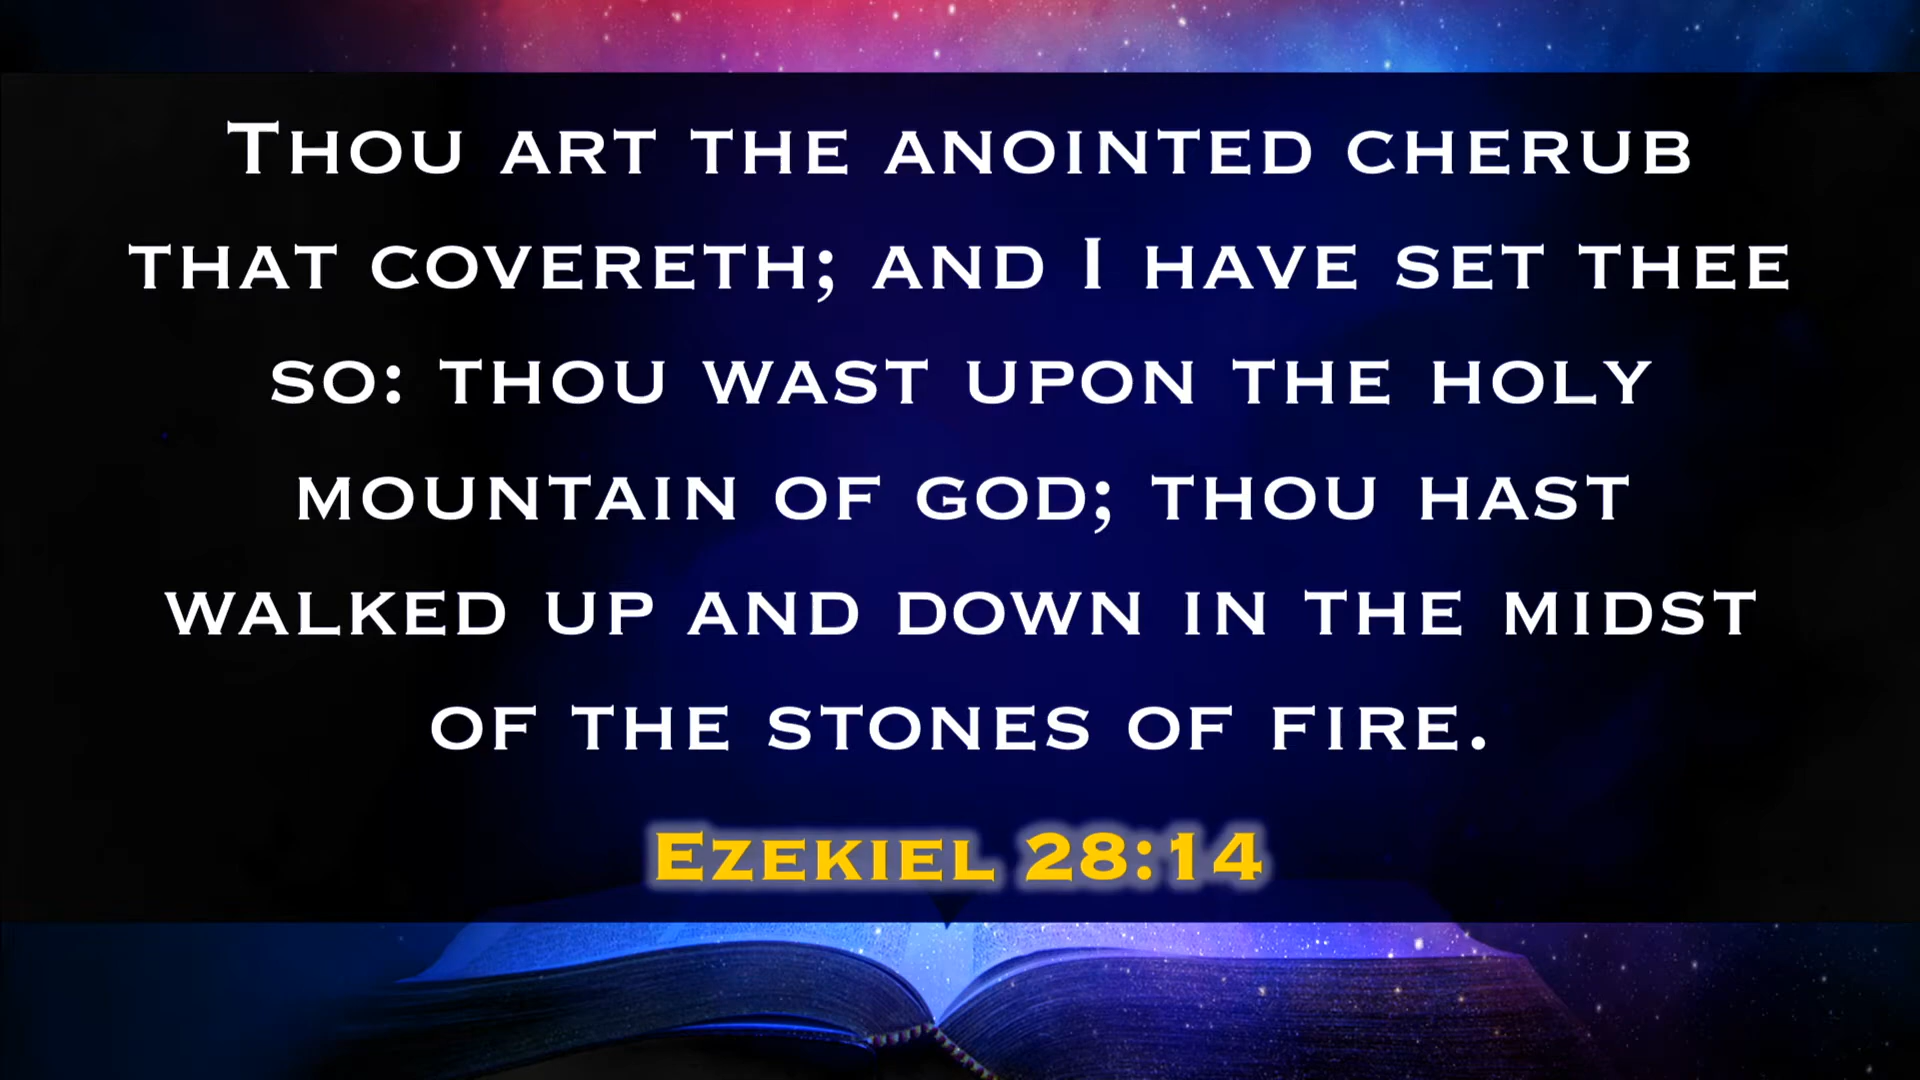 Thou art the anointed cherub
that covereth; and I have set thee
so: thou wast upon the holy
mountain of god; thou hast
walked up and down in the midst
of the stones of fire.
Ezekiel 28:14